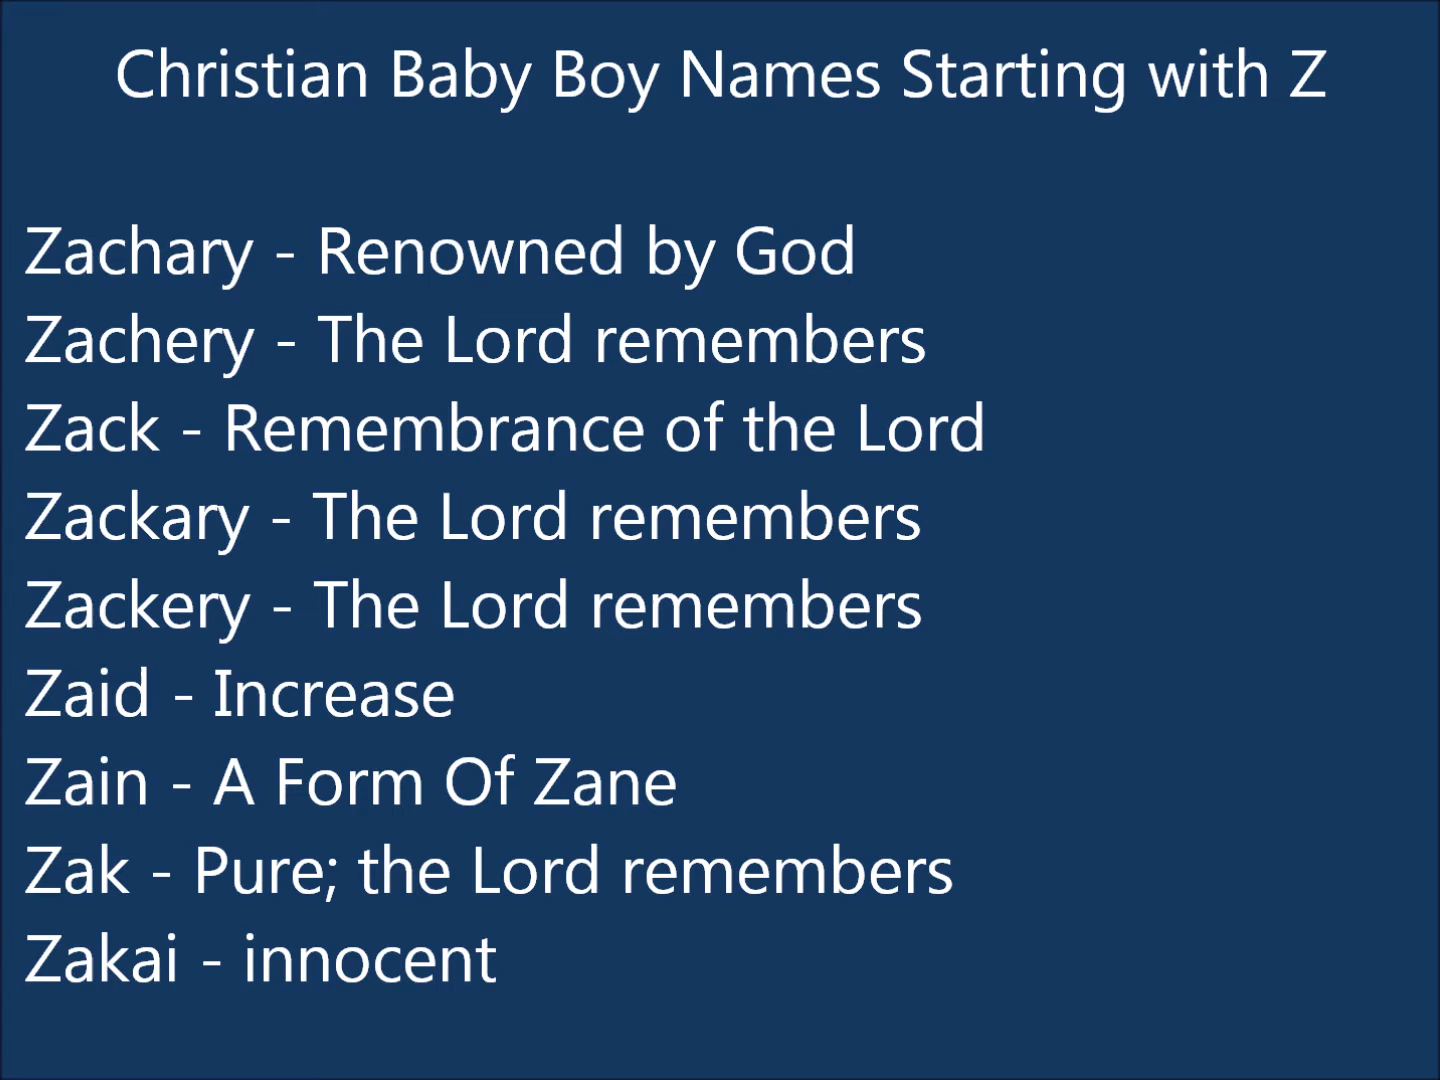 Christian Baby Boy Names Starting with Z
Zachary - Renowned by God
Zachery - The Lord remembers
Zack - Remembrance of the Lord
Zackary - The Lord remembers
Zackery - The Lord remembers
Zaid - Increase
Zain - A Form Of Zane
Zak - Pure; the Lord remembers
Zakai - innocent